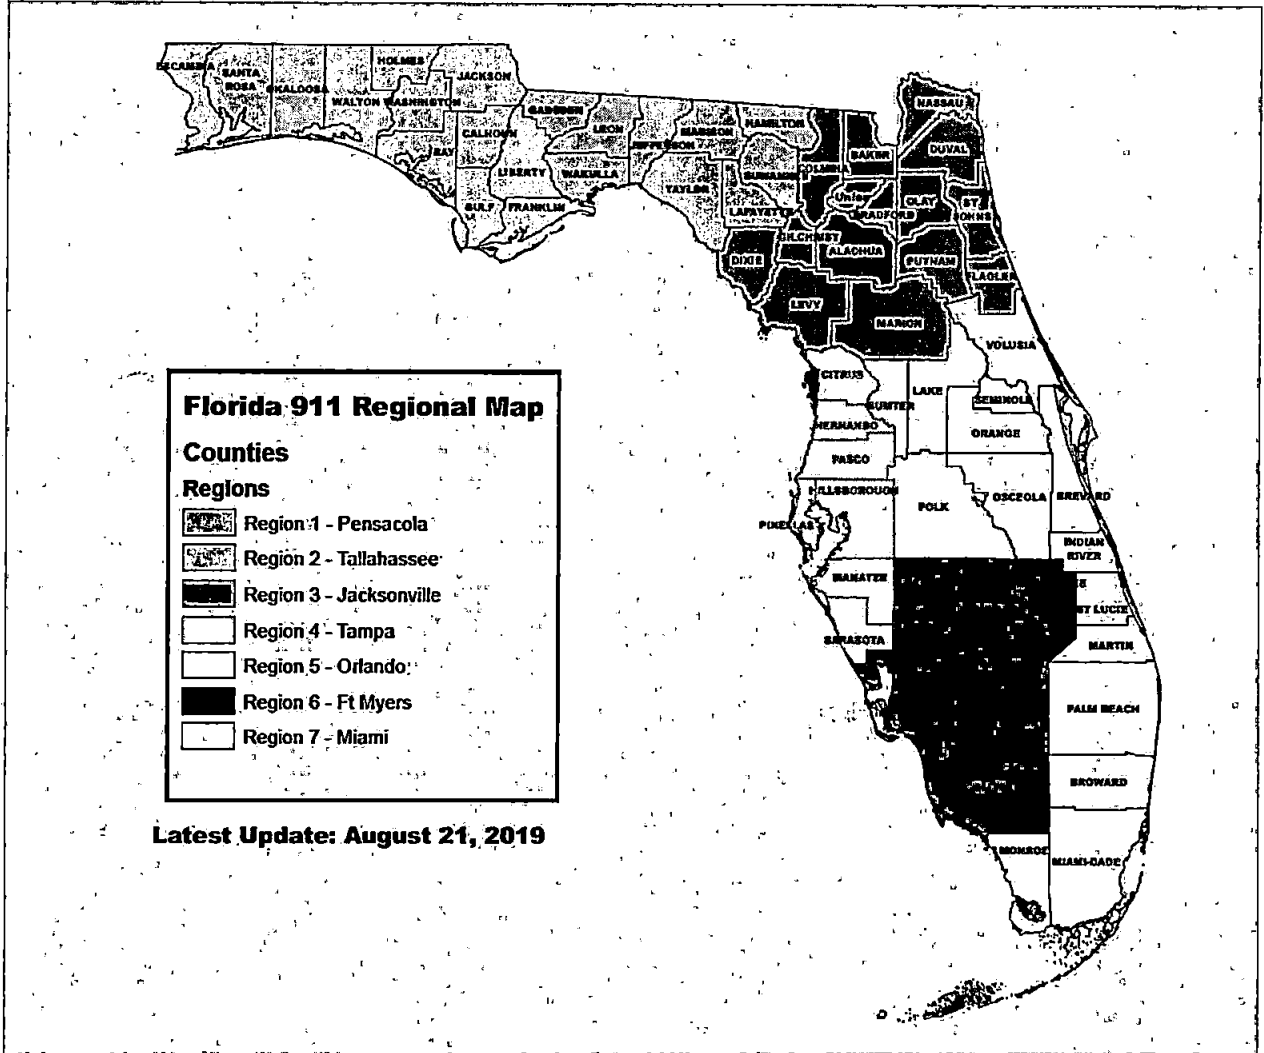 ESCAMBIA
SANTA
ROSA
OKALOOSA
WALTON
HOLMES
WASHINGTON
JACKSON
BAY
CALHOUN
GULF
LIBERTY
FRANKLIN
GADSDEN
LEON
WAKULLA
JEFFERSON
MADISON
TAYLOR
HAMILTON
SUWANNEE
LAFAYETTE
DIXIE
COLUMBIA
BAKER
NASSAU
DUVAL
Union
BRADFORD
CLAY
ST
JOHNS
GILCHRIST
ALACHUA
PUTNAM
FLAGLER
LEVY
MARION
VOLUSIA
CITRUS
SUMTER
LAKE
SEMINOLE
HERNANDO
ORANGE
PASCO
HILLSBOROUGH
POLK
OSCEOLA
BREVARD
PINELLAS
INDIAN
RIVER
MANATEE
ST LUCIE
SARASOTA
MARTIN
PALM BEACH
BROWARD
MONROE
MIAMI-DADE
Florida 911 Regional Map
Counties
Regions
Region 1 - Pensacola
Region 2 - Tallahassee
Region 3 - Jacksonville
Region 4 - Tampa
Region 5 - Orlando
Region 6 - Ft Myers
Region 7 - Miami
Latest Update: August 21, 2019